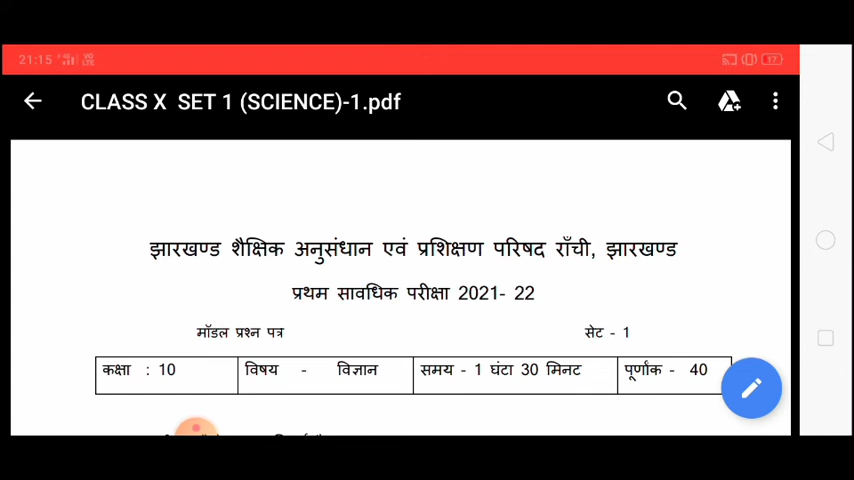 21:15
17
CLASS X SET 1 (SCIENCE)-1.pdf
झारखण्ड शैक्षिक अनुसंधान एवं प्रशिक्षण परिषद राँची, झारखण्ड
प्रथम सावधिक परीक्षा 2021- 22
मॉडल प्रश्न पत्र सेट - 1
कक्षा : 10 विषय - विज्ञान समय - 1 घंटा 30 मिनट पूर्णांक - 40